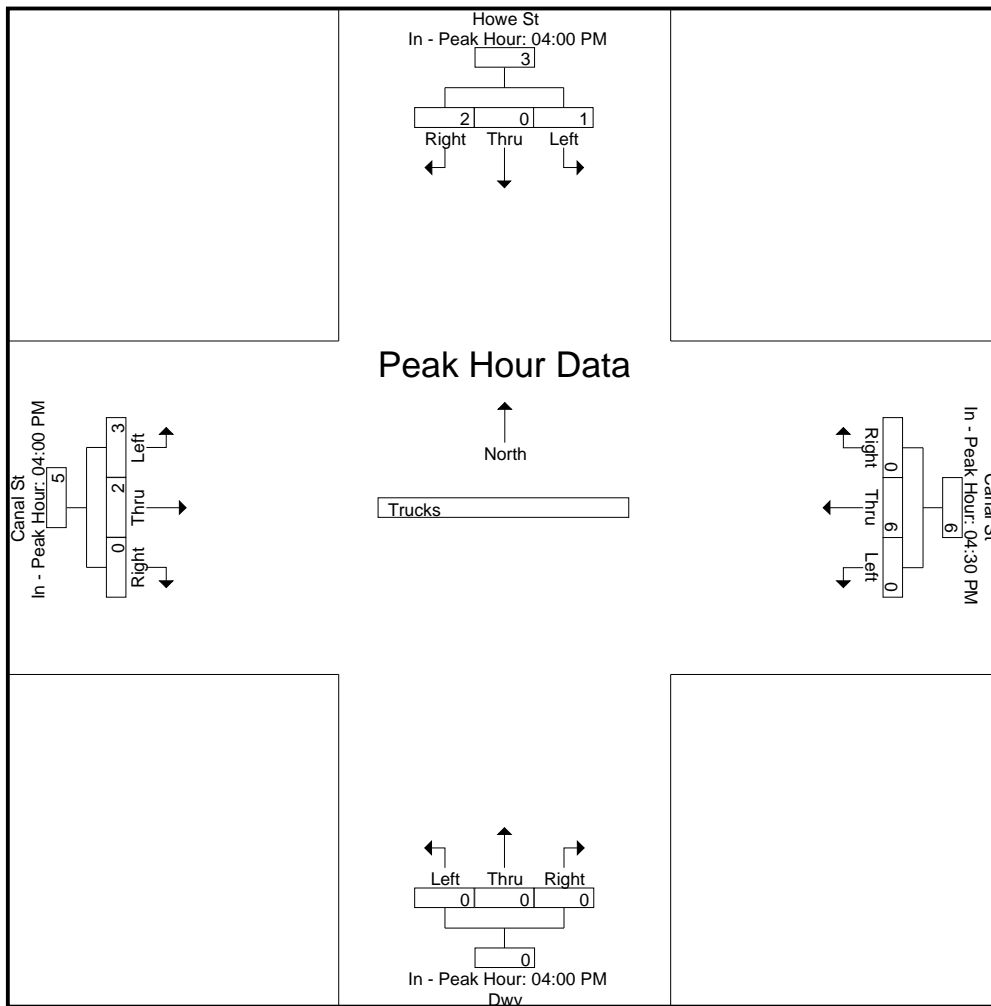 Howe St
In - Peak Hour: 04:00 PM
3
2 0 1
Right Thru Left
Peak Hour Data
North
Trucks
Canal St
In - Peak Hour: 04:00 PM
5
3 2 0
Left Thru Right
Canal St
In - Peak Hour: 04:30 PM
6
0 6 0
Right Thru Left
Left Thru Right
0 0 0
0
In - Peak Hour: 04:00 PM
Dwy